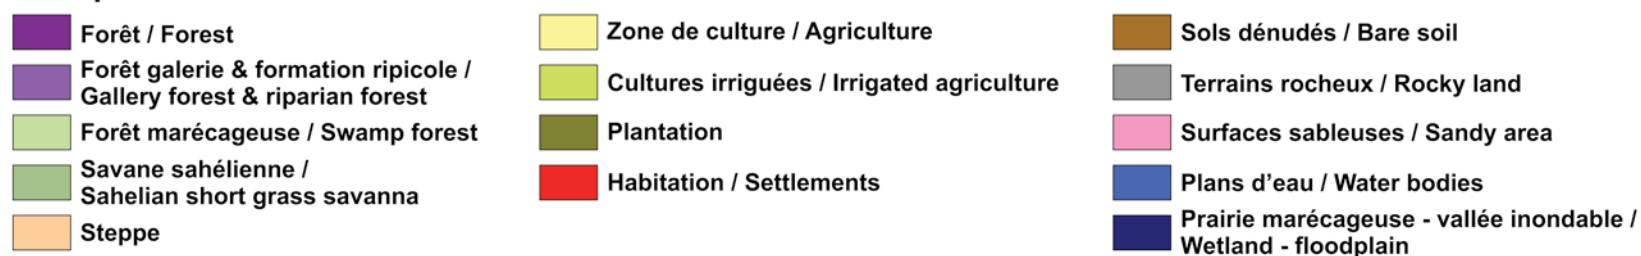 Forêt / Forest
Forêt galerie & formation ripicole /
Gallery forest & riparian forest
Forêt marécageuse / Swamp forest
Savane sahélienne /
Sahelian short grass savanna
Steppe
Zone de culture / Agriculture
Cultures irriguées / Irrigated agriculture
Plantation
Habitation / Settlements
Sols dénudés / Bare soil
Terrains rocheux / Rocky land
Surfaces sableuses / Sandy area
Plans d'eau / Water bodies
Prairie marécageuse - vallée inondable /
Wetland - floodplain